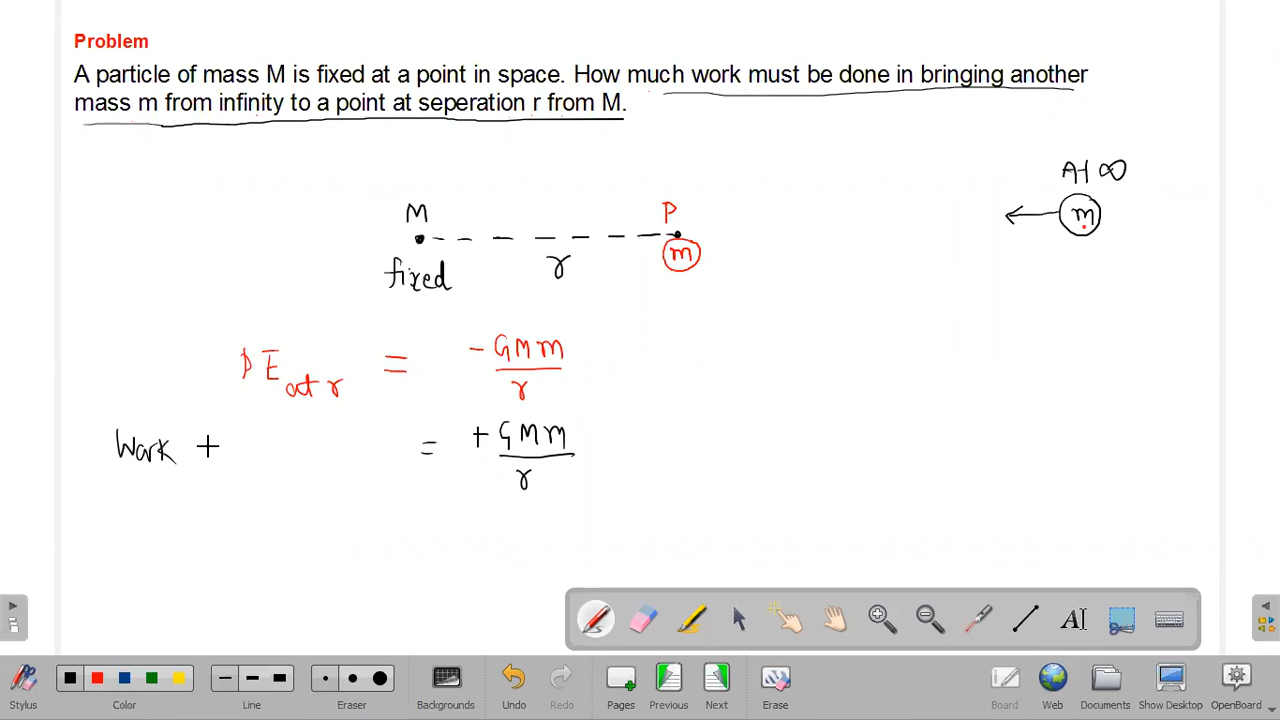 Problem
A particle of mass M is fixed at a point in space. How much work must be done in bringing another
mass m from infinity to a point at seperation r from M.
At ∞
m
M
P
m
fixed
r
PE at r = -GMm/r
Work + = +GMm/r
Stylus
Color
Line
Eraser
Backgrounds
Undo
Redo
Pages
Previous
Next
Erase
Board
Web
Documents
Show Desktop
OpenBoard